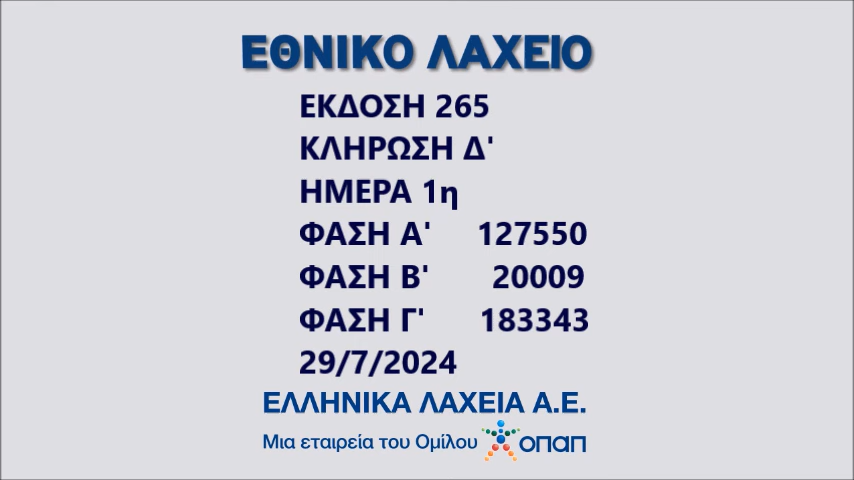 ΕΘΝΙΚΟ ΛΑΧΕΙΟ
ΕΚΔΟΣΗ 265
ΚΛΗΡΩΣΗ Δ'
ΗΜΕΡΑ 1η
ΦΑΣΗ Α' 127550
ΦΑΣΗ Β' 20009
ΦΑΣΗ Γ' 183343
29/7/2024
ΕΛΛΗΝΙΚΑ ΛΑΧΕΙΑ Α.Ε.
Μια εταιρεία του Ομίλου οπαπ